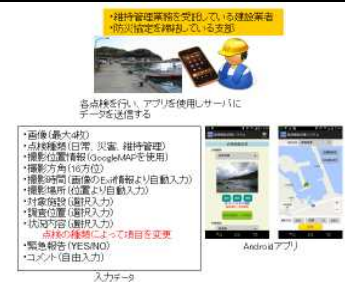 ・維持管理業務を受託している建設業者
・防災協定を締結している支部
各点検を行い、アプリを使用しサーバに
データを送信する
・画像(最大4枚)
・点検種類(日常、災害、維持管理)
・撮影位置情報(GoogleMAPを使用)
・撮影方角(16方位)
・撮影時間(画像のExif情報より自動入力)
・撮影場所(位置より自動入力)
・対象施設(選択入力)
・調査位置(選択入力)
・状況内容(選択入力)
点検の種類によって項目を変更
・緊急報告(YES/NO)
・コメント(自由入力)
Androidアプリ
入力データ